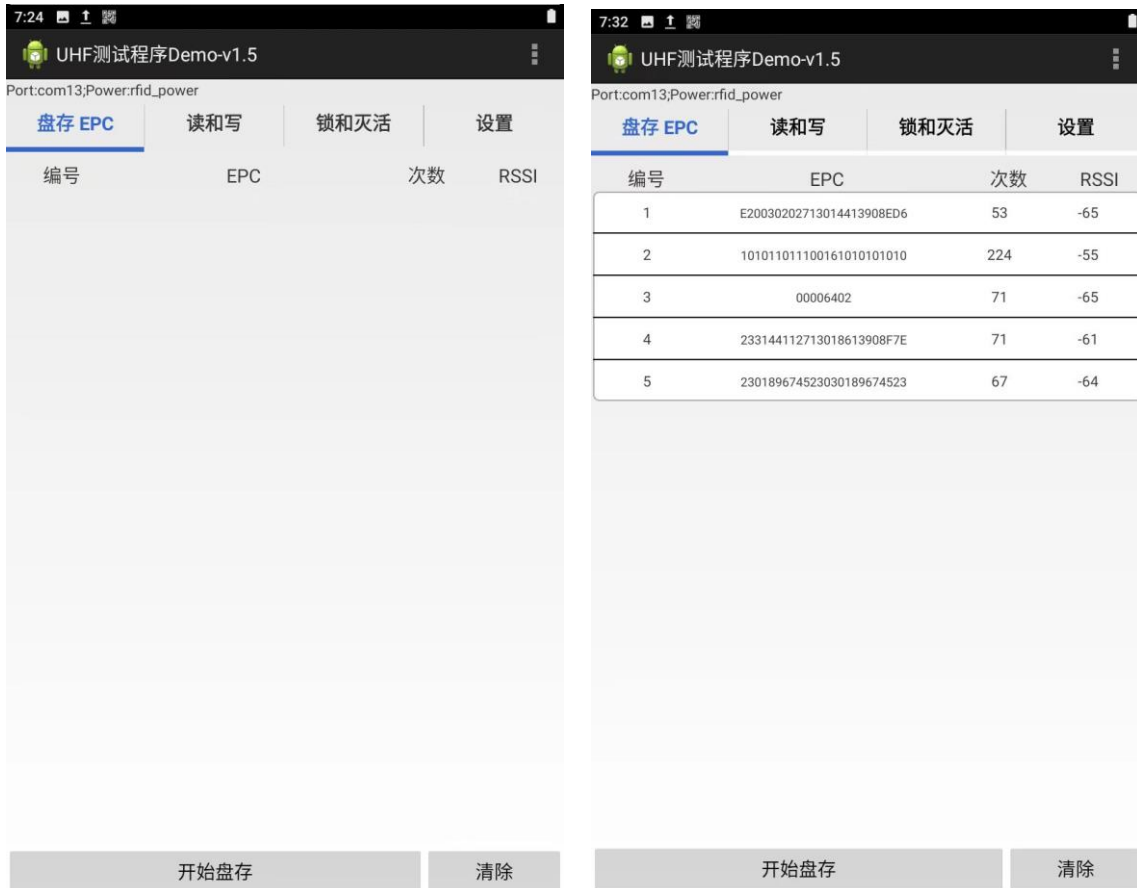 7:24
UHF测试程序Demo-v1.5
Port:com13;Power:rfid_power
盘存 EPC 读和写 锁和灭活 设置
编号 EPC 次数 RSSI
开始盘存 清除
7:32
UHF测试程序Demo-v1.5
Port:com13;Power:rfid_power
盘存 EPC 读和写 锁和灭活 设置
编号 EPC 次数 RSSI
1 E20030202713014413908ED6 53 -65
2 101011011100161010101010 224 -55
3 00006402 71 -65
4 233144112713018613908F7E 71 -61
5 230189674523030189674523 67 -64
开始盘存 清除